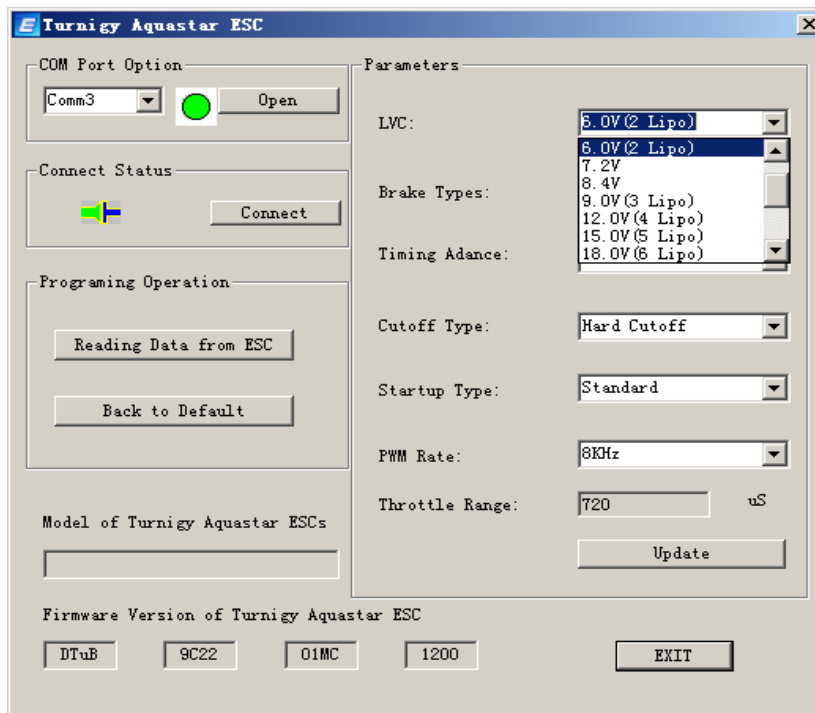 Turnigy Aquastar ESC
COM Port Option
Comm3
Open
Connect Status
Connect
Programing Operation
Reading Data from ESC
Back to Default
Model of Turnigy Aquastar ESCs
Parameters
LVC:
6.0V(2 Lipo)
6.0V(2 Lipo)
7.2V
8.4V
9.0V(3 Lipo)
12.0V(4 Lipo)
15.0V(5 Lipo)
18.0V(6 Lipo)
Brake Types:
Timing Adance:
Cutoff Type:
Hard Cutoff
Startup Type:
Standard
PWM Rate:
8KHz
Throttle Range:
720
uS
Update
Firmware Version of Turnigy Aquastar ESC
DTuB
9C22
01MC
1200
EXIT